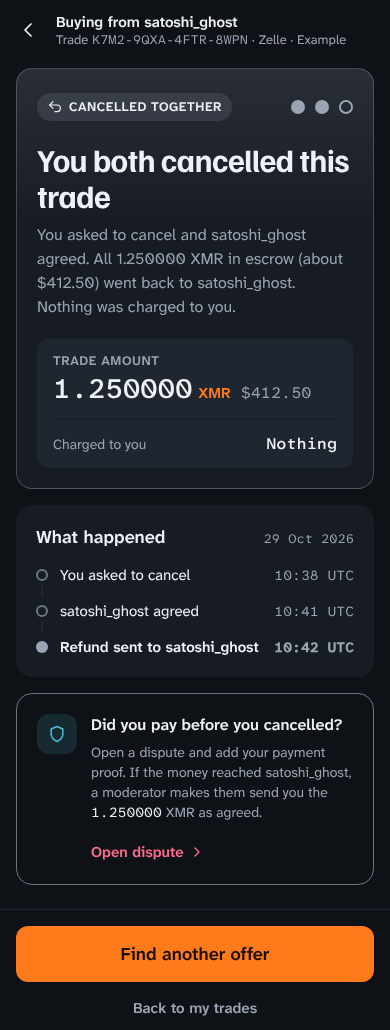 Buying from satoshi_ghost
Trade K7M2-9QXA-4FTR-8WPN · Zelle · Example
CANCELLED TOGETHER
You both cancelled this
trade
You asked to cancel and satoshi_ghost
agreed. All 1.250000 XMR in escrow (about
$412.50) went back to satoshi_ghost.
Nothing was charged to you.
TRADE AMOUNT
1.250000 XMR $412.50
Charged to you Nothing
What happened 29 Oct 2026
You asked to cancel 10:38 UTC
satoshi_ghost agreed 10:41 UTC
Refund sent to satoshi_ghost 10:42 UTC
Did you pay before you cancelled?
Open a dispute and add your payment
proof. If the money reached satoshi_ghost,
a moderator makes them send you the
1.250000 XMR as agreed.
Open dispute
Find another offer
Back to my trades